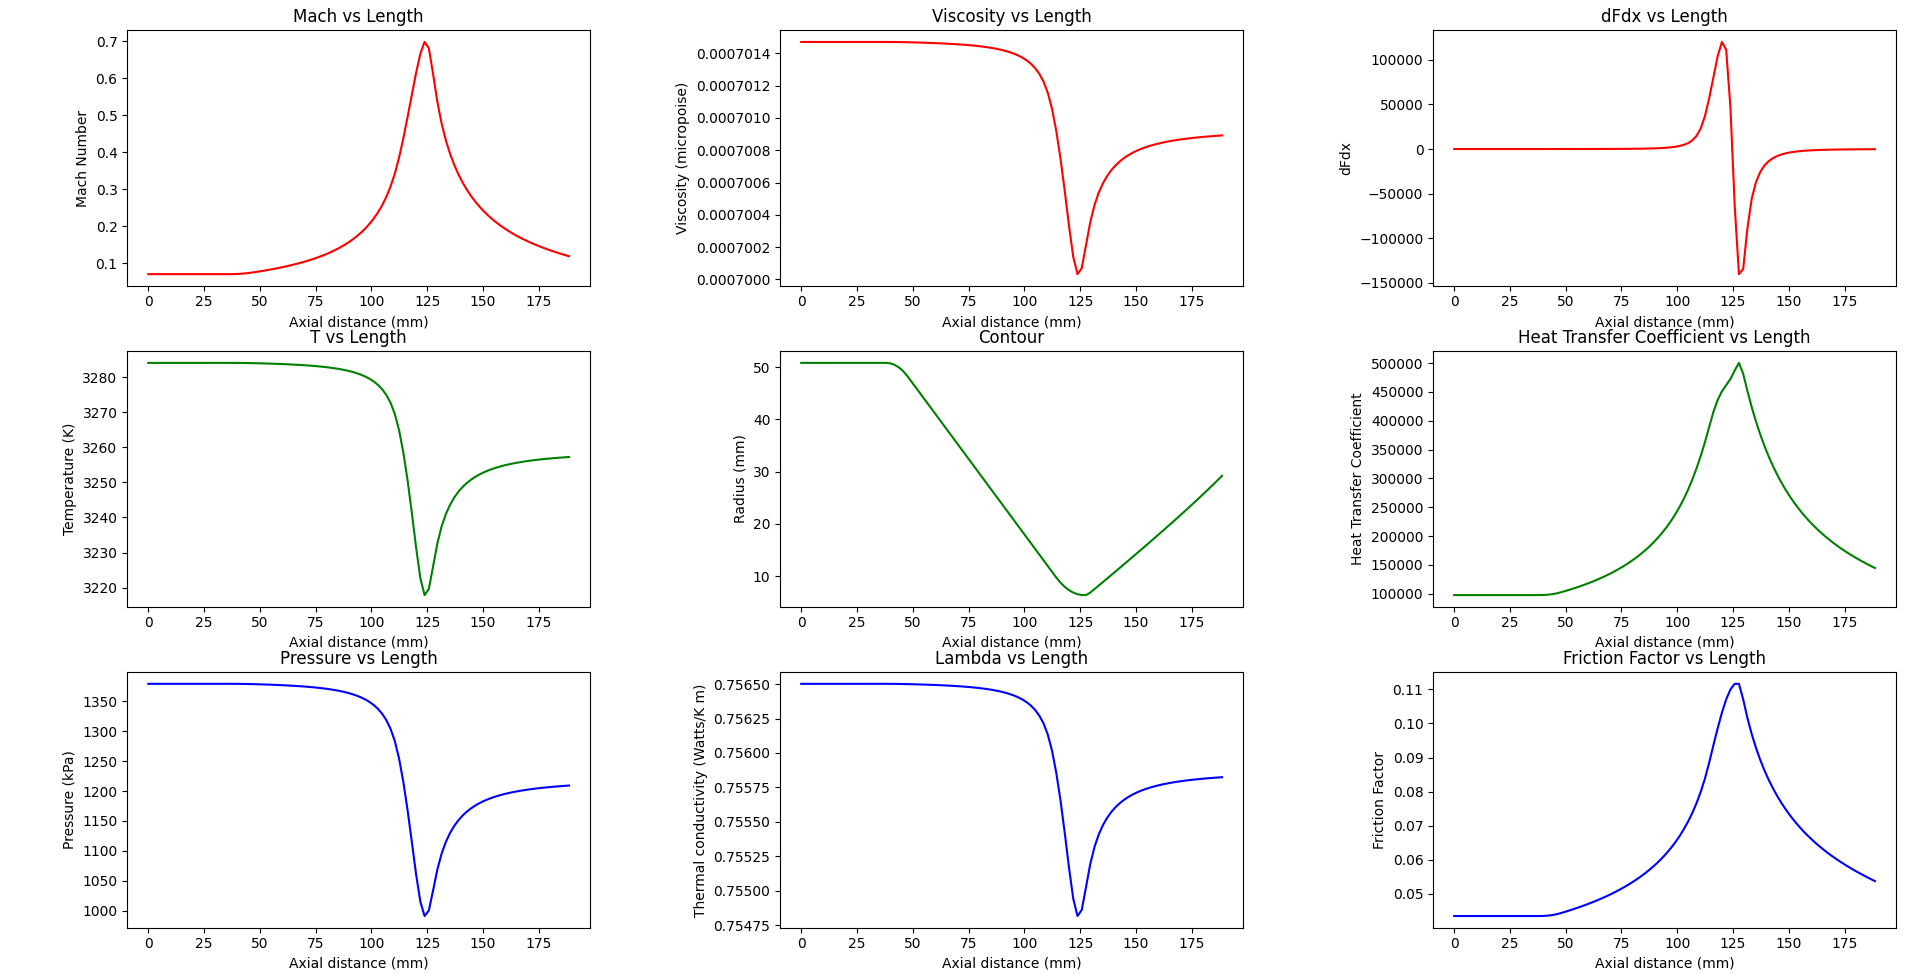 Mach vs Length
Mach Number
0.7
0.6
0.5
0.4
0.3
0.2
0.1
0 25 50 75 100 125 150 175
Axial distance (mm)
Viscosity vs Length
Viscosity (micropoise)
0.0007014
0.0007012
0.0007010
0.0007008
0.0007006
0.0007004
0.0007002
0.0007000
0 25 50 75 100 125 150 175
Axial distance (mm)
dFdx vs Length
dFdx
100000
50000
0
−50000
−100000
−150000
0 25 50 75 100 125 150 175
Axial distance (mm)
T vs Length
Temperature (K)
3280
3270
3260
3250
3240
3230
3220
0 25 50 75 100 125 150 175
Axial distance (mm)
Contour
Radius (mm)
50
40
30
20
10
0 25 50 75 100 125 150 175
Axial distance (mm)
Heat Transfer Coefficient vs Length
Heat Transfer Coefficient
500000
450000
400000
350000
300000
250000
200000
150000
100000
0 25 50 75 100 125 150 175
Axial distance (mm)
Pressure vs Length
Pressure (kPa)
1350
1300
1250
1200
1150
1100
1050
1000
0 25 50 75 100 125 150 175
Axial distance (mm)
Lambda vs Length
Thermal conductivity (Watts/K m)
0.75650
0.75625
0.75600
0.75575
0.75550
0.75525
0.75500
0.75475
0 25 50 75 100 125 150 175
Axial distance (mm)
Friction Factor vs Length
Friction Factor
0.11
0.10
0.09
0.08
0.07
0.06
0.05
0 25 50 75 100 125 150 175
Axial distance (mm)